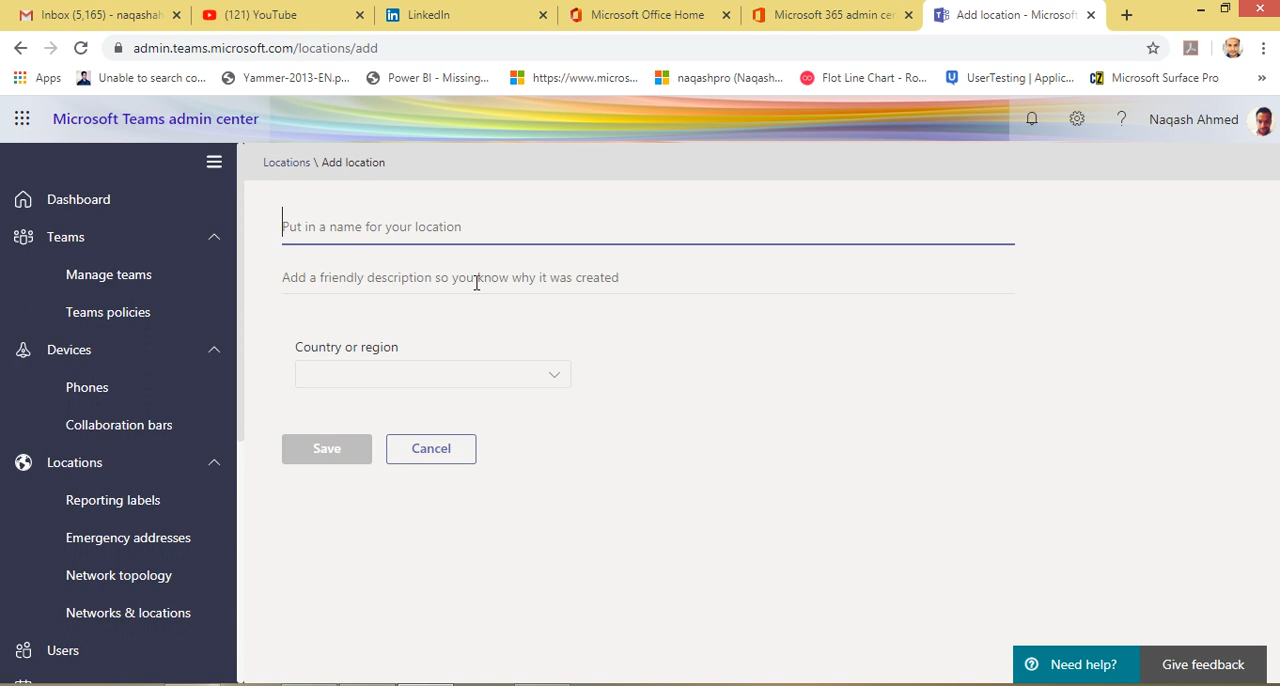 Inbox (5,165) - naqashah
(121) YouTube
LinkedIn
Microsoft Office Home
Microsoft 365 admin cen
Add location - Microsoft
admin.teams.microsoft.com/locations/add
Apps
Unable to search co...
Yammer-2013-EN.p...
Power BI - Missing...
https://www.micros...
naqashpro (Naqash...
Flot Line Chart - Ro...
UserTesting | Applic...
Microsoft Surface Pro
»
Microsoft Teams admin center
?
Naqash Ahmed
Locations \ Add location
Dashboard
Teams
Manage teams
Teams policies
Devices
Phones
Collaboration bars
Locations
Reporting labels
Emergency addresses
Network topology
Networks & locations
Users
Put in a name for your location
Add a friendly description so you know why it was created
Country or region
Save
Cancel
Need help?
Give feedback